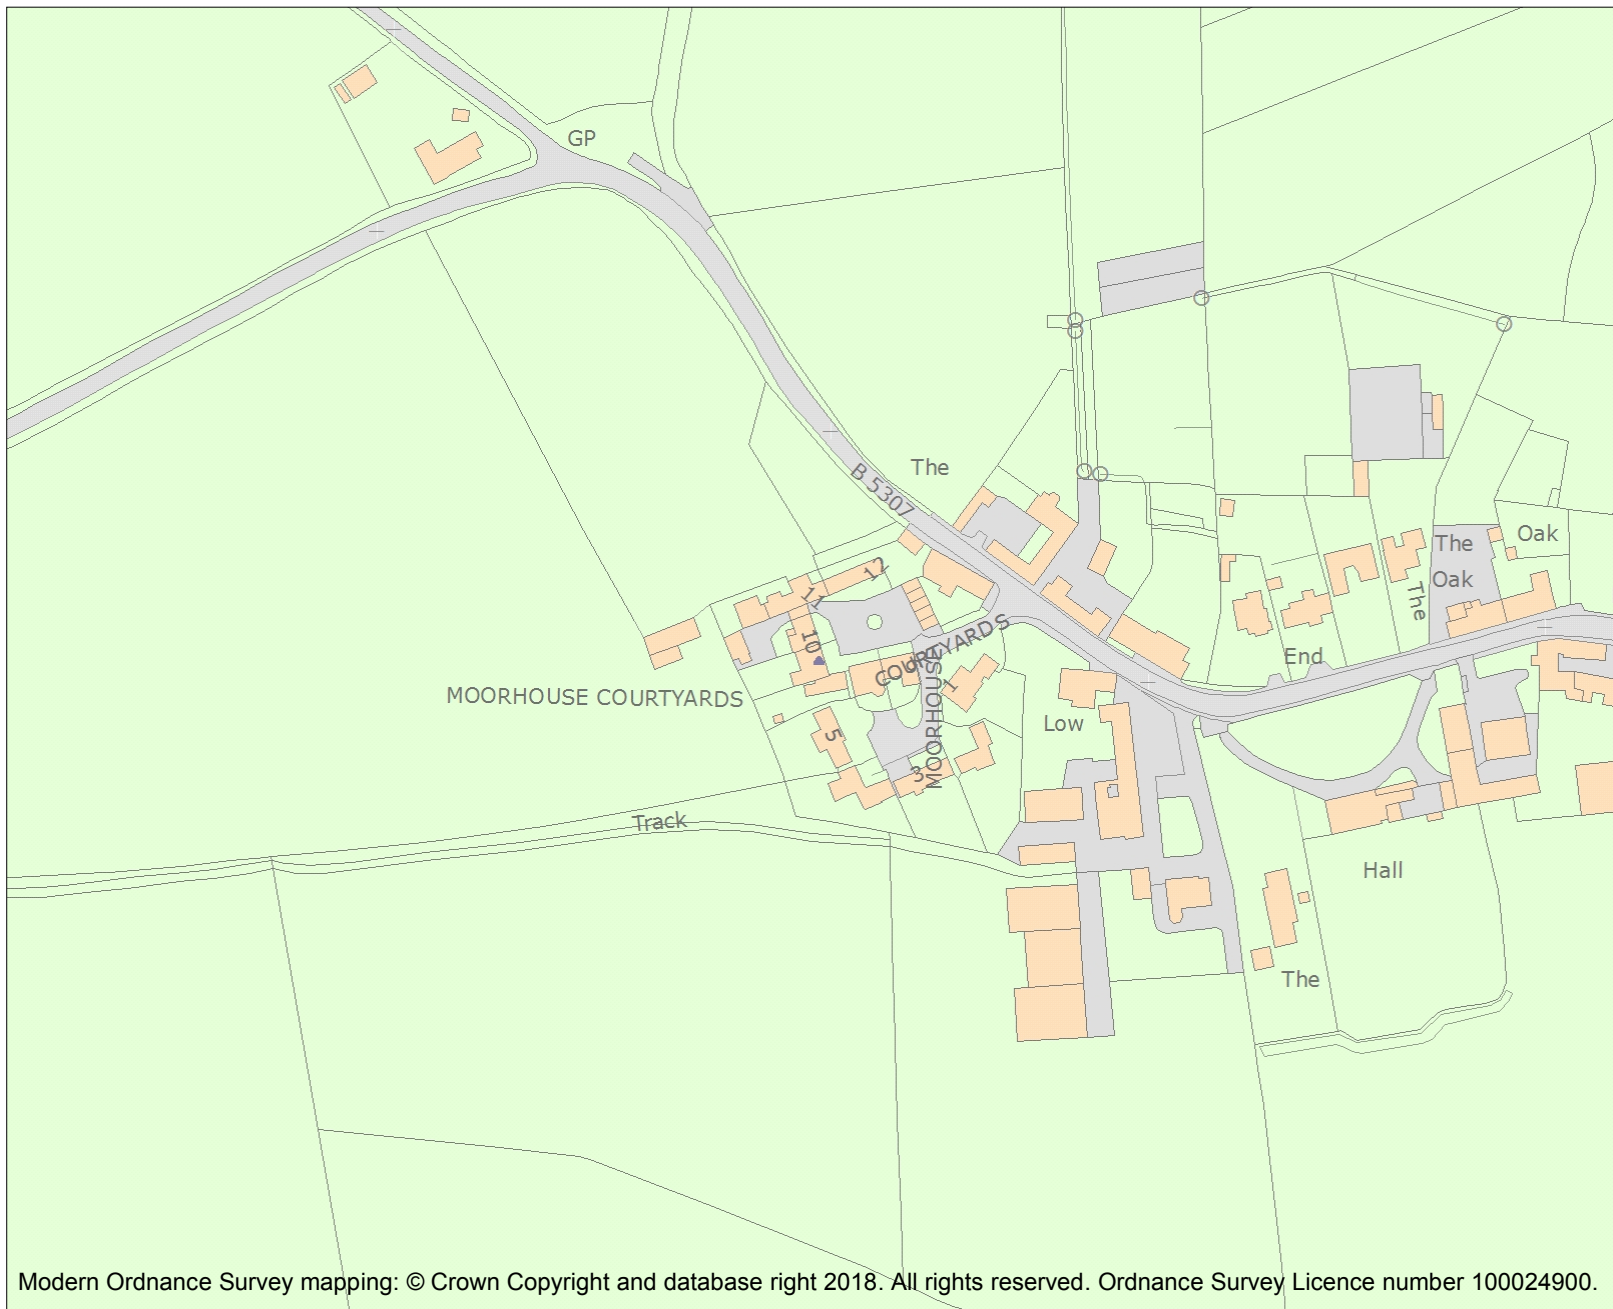 GP
The
B 5307
The
Oak
Oak
The
12
11
10
COURTYARDS
MOORHOUSE
1
End
MOORHOUSE COURTYARDS
5
3
Low
Track
Hall
The
Modern Ordnance Survey mapping: © Crown Copyright and database right 2018. All rights reserved. Ordnance Survey Licence number 100024900.